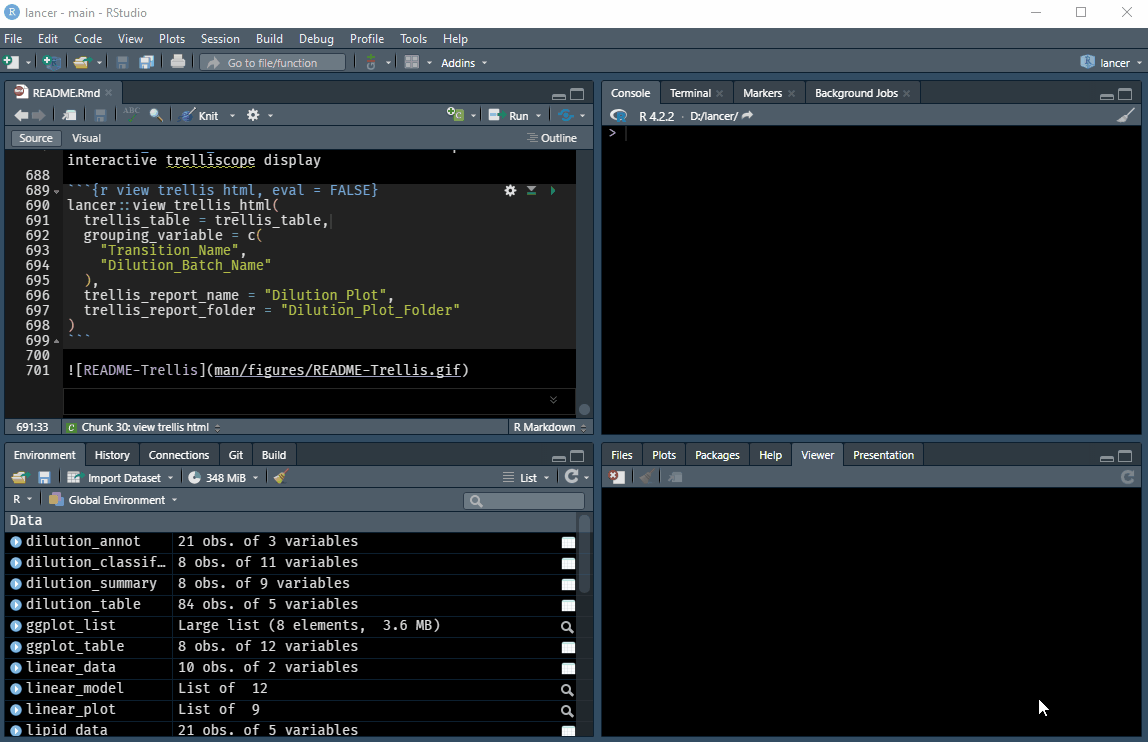 lancer - main - RStudio
File Edit Code View Plots Session Build Debug Profile Tools Help
Go to file/function Addins lancer
README.Rmd
ABC Knit Run
Source Visual Outline
interactive trelliscope display
688
689 ```{r view trellis html, eval = FALSE}
690 lancer::view_trellis_html(
691 trellis_table = trellis_table,
692 grouping_variable = c(
693 "Transition_Name",
694 "Dilution_Batch_Name"
695 ),
696 trellis_report_name = "Dilution_Plot",
697 trellis_report_folder = "Dilution_Plot_Folder"
698 )
699 ```
700
701 ![README-Trellis](man/figures/README-Trellis.gif)
691:33 C Chunk 30: view trellis html R Markdown
Console Terminal Markers Background Jobs
R 4.2.2 · D:/lancer/
>
Environment History Connections Git Build
Import Dataset 348 MiB List
R Global Environment
Data
dilution_annot 21 obs. of 3 variables
dilution_classif… 8 obs. of 11 variables
dilution_summary 8 obs. of 9 variables
dilution_table 84 obs. of 5 variables
ggplot_list Large list (8 elements, 3.6 MB)
ggplot_table 8 obs. of 12 variables
linear_data 10 obs. of 2 variables
linear_model List of 12
linear_plot List of 9
lipid data 21 obs. of 5 variables
Files Plots Packages Help Viewer Presentation